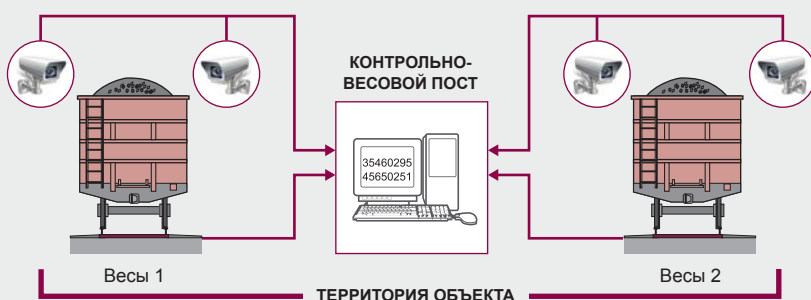 КОНТРОЛЬНО-
ВЕСОВОЙ ПОСТ
35460295
45650251
Весы 1
Весы 2
ТЕРРИТОРИЯ ОБЪЕКТА